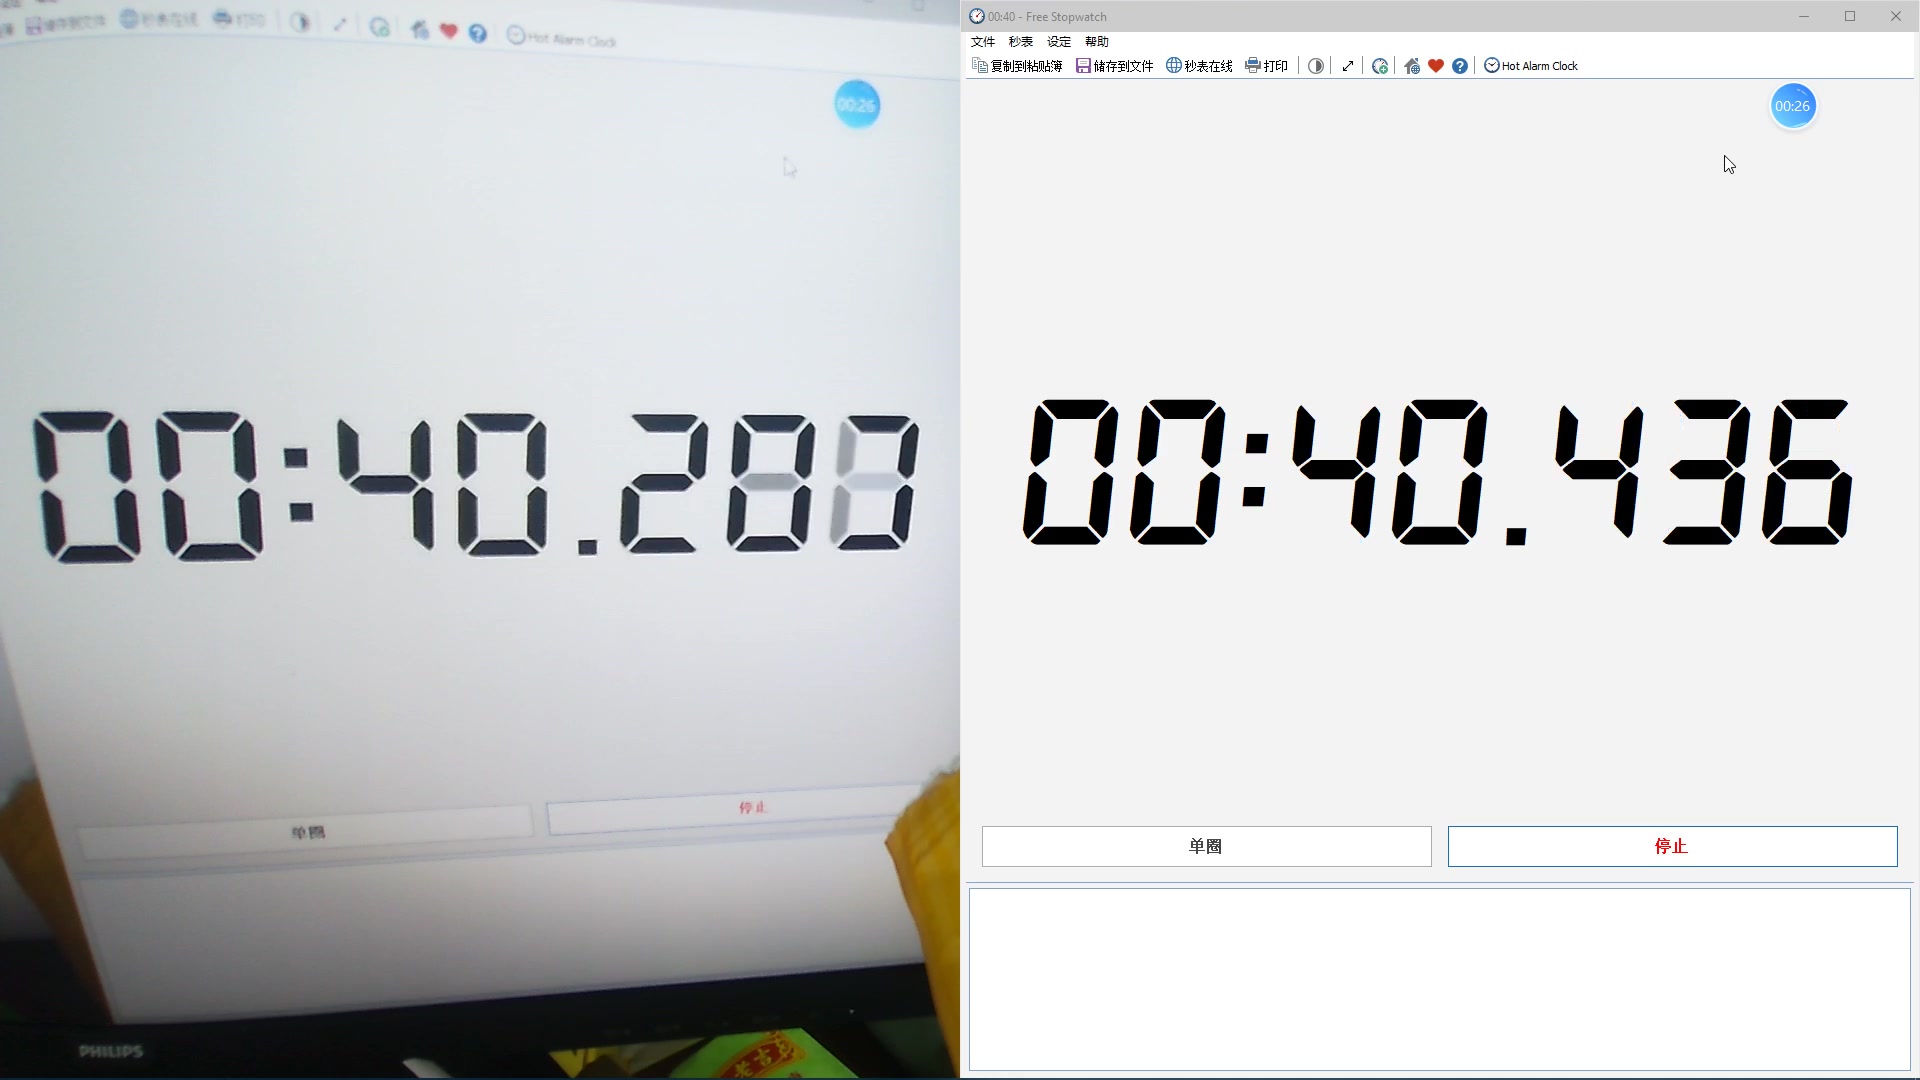 储存到文件 秒表在线 打印 Hot Alarm Clock
00:26
00:40.2
单圈 停止
PHILIPS
老古
00:40 - Free Stopwatch
文件 秒表 设定 帮助
复制到粘贴簿 储存到文件 秒表在线 打印 Hot Alarm Clock
00:26
00:40.436
单圈 停止